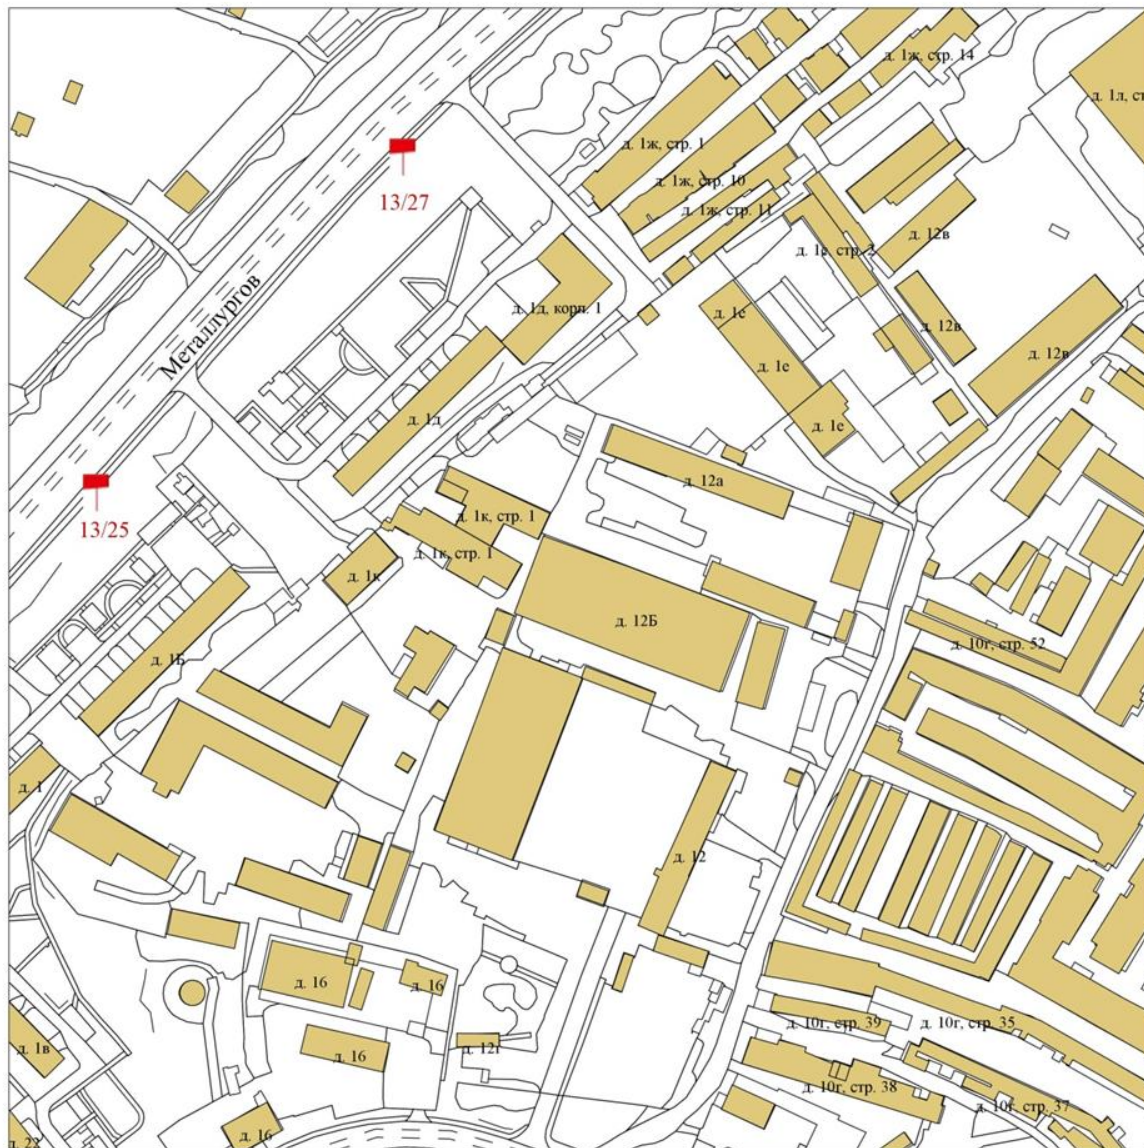 д. 1ж, стр. 14
д. 1л, ст
д. 1ж, стр. 1
д. 1ж, стр. 10
13/27
д. 1ж, стр. 11
д. 12в
д. 1е, стр. 2
Металлургов
д. 1д, корп. 1
д. 1е
д. 12в
д. 12в
д. 1е
д. 1д
д. 1е
д. 12а
13/25
д. 1к, стр. 1
д. 1к, стр. 1
д. 1к
д. 12Б
д. 10г, стр. 52
д. 1Б
д. 1
д. 12
д. 16
д. 16
д. 10г, стр. 39
д. 10г, стр. 35
д. 1в
д. 16
д. 12г
д. 10г, стр. 38
д. 10г, стр. 37
д. 16
д. 22